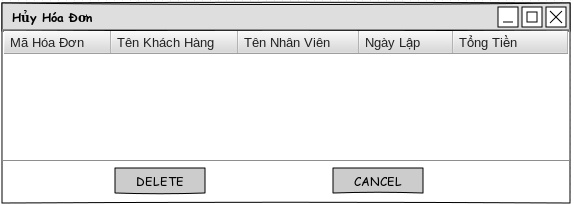 Hủy Hóa Đơn
Mã Hóa Đơn Tên Khách Hàng Tên Nhân Viên Ngày Lập Tổng Tiền
DELETE CANCEL